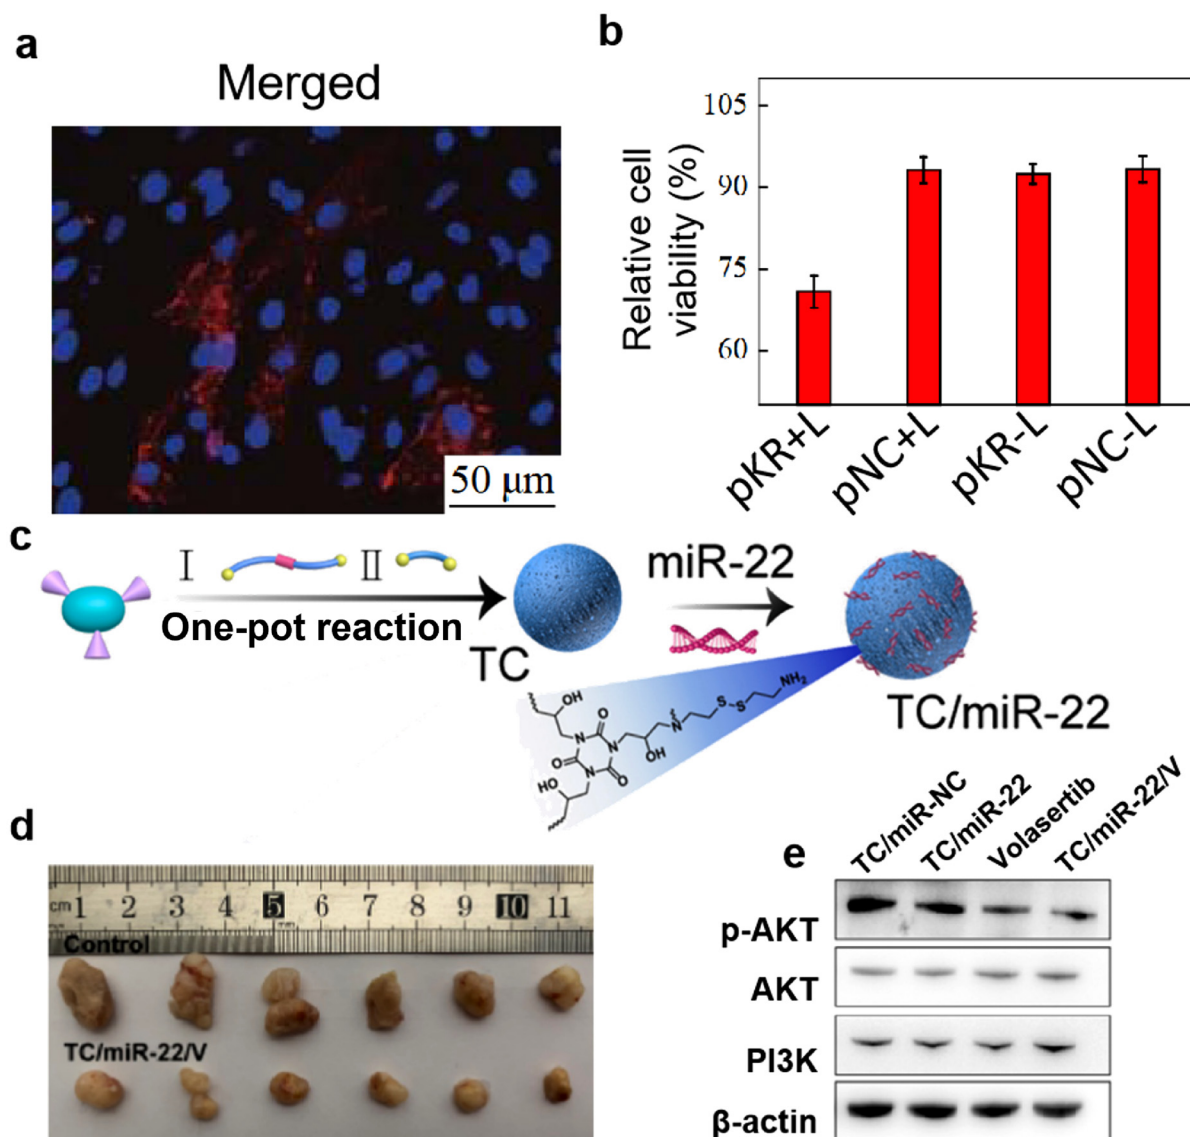 a
Merged
50 μm
b
Relative cell
viability (%)
105
90
75
60
pKR+L
pNC+L
pKR-L
pNC-L
c
I
II
One-pot reaction
TC
miR-22
TC/miR-22
OH
O
O
N
N
N
O
HO
OH
N
S
S
NH2
d
cm 1 2 3 4 5 6 7 8 9 10 11
Control
TC/miR-22/V
e
TC/miR-NC
TC/miR-22
Volasertib
TC/miR-22/V
p-AKT
AKT
PI3K
β-actin